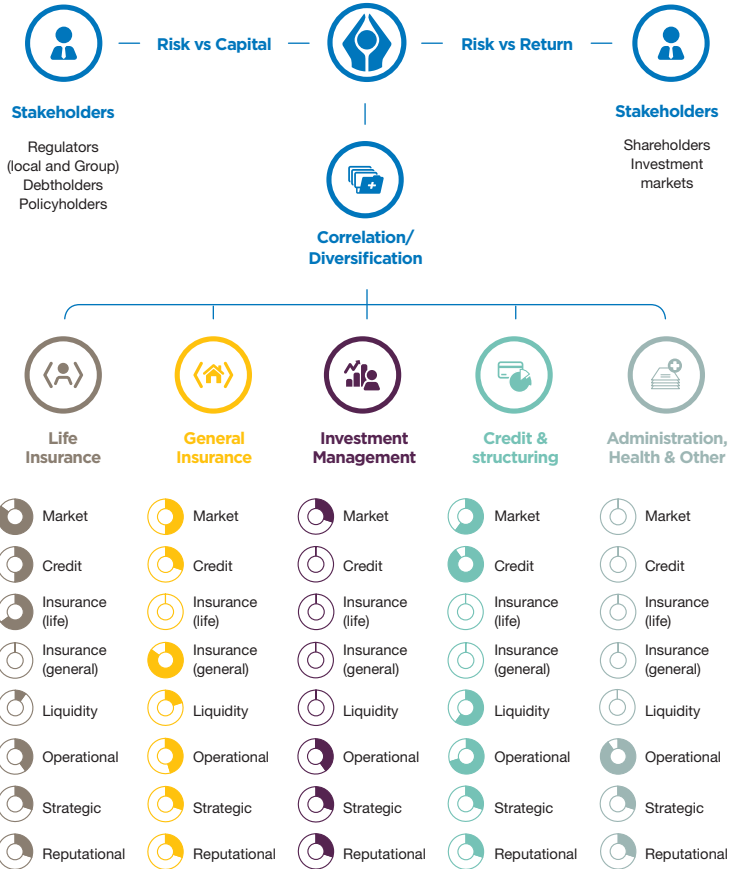 Risk vs Capital
Risk vs Return
Stakeholders
Regulators
(local and Group)
Debtholders
Policyholders
Stakeholders
Shareholders
Investment
markets
Correlation/
Diversification
Life
Insurance
General
Insurance
Investment
Management
Credit &
structuring
Administration,
Health & Other
Market
Credit
Insurance
(life)
Insurance
(general)
Liquidity
Operational
Strategic
Reputational
Market
Credit
Insurance
(life)
Insurance
(general)
Liquidity
Operational
Strategic
Reputational
Market
Credit
Insurance
(life)
Insurance
(general)
Liquidity
Operational
Strategic
Reputational
Market
Credit
Insurance
(life)
Insurance
(general)
Liquidity
Operational
Strategic
Reputational
Market
Credit
Insurance
(life)
Insurance
(general)
Liquidity
Operational
Strategic
Reputational